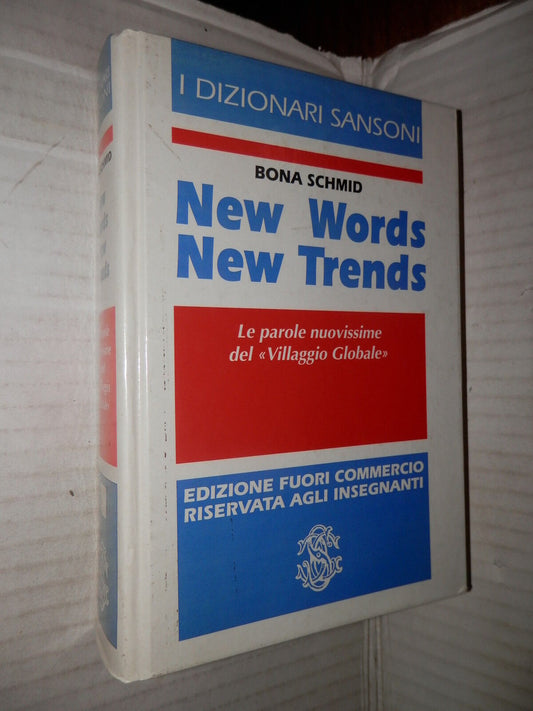 I DIZIONARI SANSONI
BONA SCHMID
New Words
New Trends
Le parole nuovissime
del «Villaggio Globale»
EDIZIONE FUORI COMMERCIO
RISERVATA AGLI INSEGNANTI